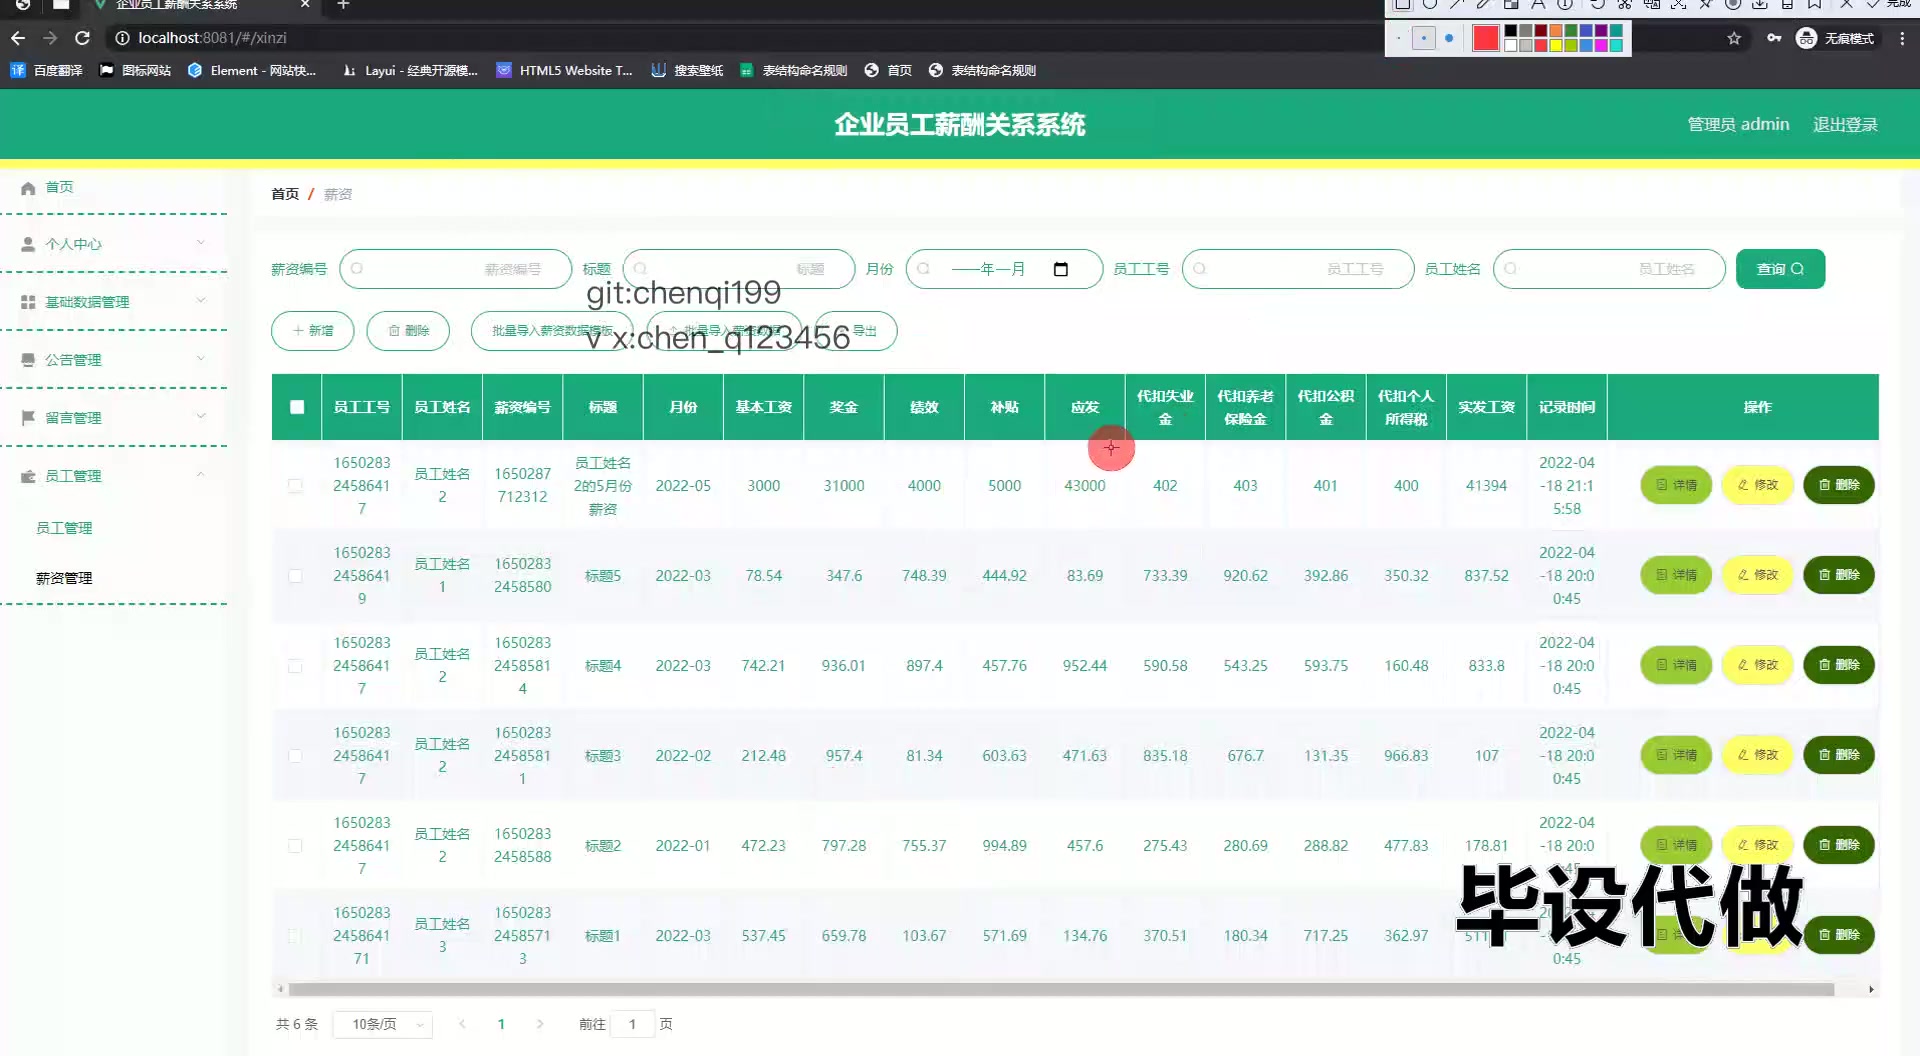 企业员工薪酬关系系统
完成
localhost:8081/#/xinzi
无痕模式
百度翻译 图标网站 Element - 网站快... Layui - 经典开源模... HTML5 Website T... 搜索壁纸 表结构命名规则 首页 表结构命名规则
企业员工薪酬关系系统
管理员 admin 退出登录
首页
个人中心
基础数据管理
公告管理
留言管理
员工管理
员工管理
薪资管理
首页 / 薪资
薪资编号 薪资编号 标题 标题 月份 ----年--月 员工工号 员工工号 员工姓名 员工姓名 查询
git:chenqi199
新增 删除 批量导入薪资数据模板 批量导入薪资数据 导出
v x:chen_q123456
员工工号 员工姓名 薪资编号 标题 月份 基本工资 奖金 绩效 补贴 应发 代扣失业金 代扣养老保险金 代扣公积金 代扣个人所得税 实发工资 记录时间 操作
165028324586417 员工姓名2 1650287712312 员工姓名2的5月份薪资 2022-05 3000 31000 4000 5000 43000 402 403 401 400 41394 2022-04-18 21:15:58 详情 修改 删除
165028324586419 员工姓名1 16502832458580 标题5 2022-03 78.54 347.6 748.39 444.92 83.69 733.39 920.62 392.86 350.32 837.52 2022-04-18 20:00:45 详情 修改 删除
165028324586417 员工姓名2 165028324585814 标题4 2022-03 742.21 936.01 897.4 457.76 952.44 590.58 543.25 593.75 160.48 833.8 2022-04-18 20:00:45 详情 修改 删除
165028324586417 员工姓名2 165028324585811 标题3 2022-02 212.48 957.4 81.34 603.63 471.63 835.18 676.7 131.35 966.83 107 2022-04-18 20:00:45 详情 修改 删除
165028324586417 员工姓名2 16502832458588 标题2 2022-01 472.23 797.28 755.37 994.89 457.6 275.43 280.69 288.82 477.83 178.81 2022-04-18 20:00:45 详情 修改 删除
1650283245864171 员工姓名3 165028324585713 标题1 2022-03 537.45 659.78 103.67 571.69 134.76 370.51 180.34 717.25 362.97 0:45 删除
毕设代做
共 6 条 10条/页 1 前往 1 页